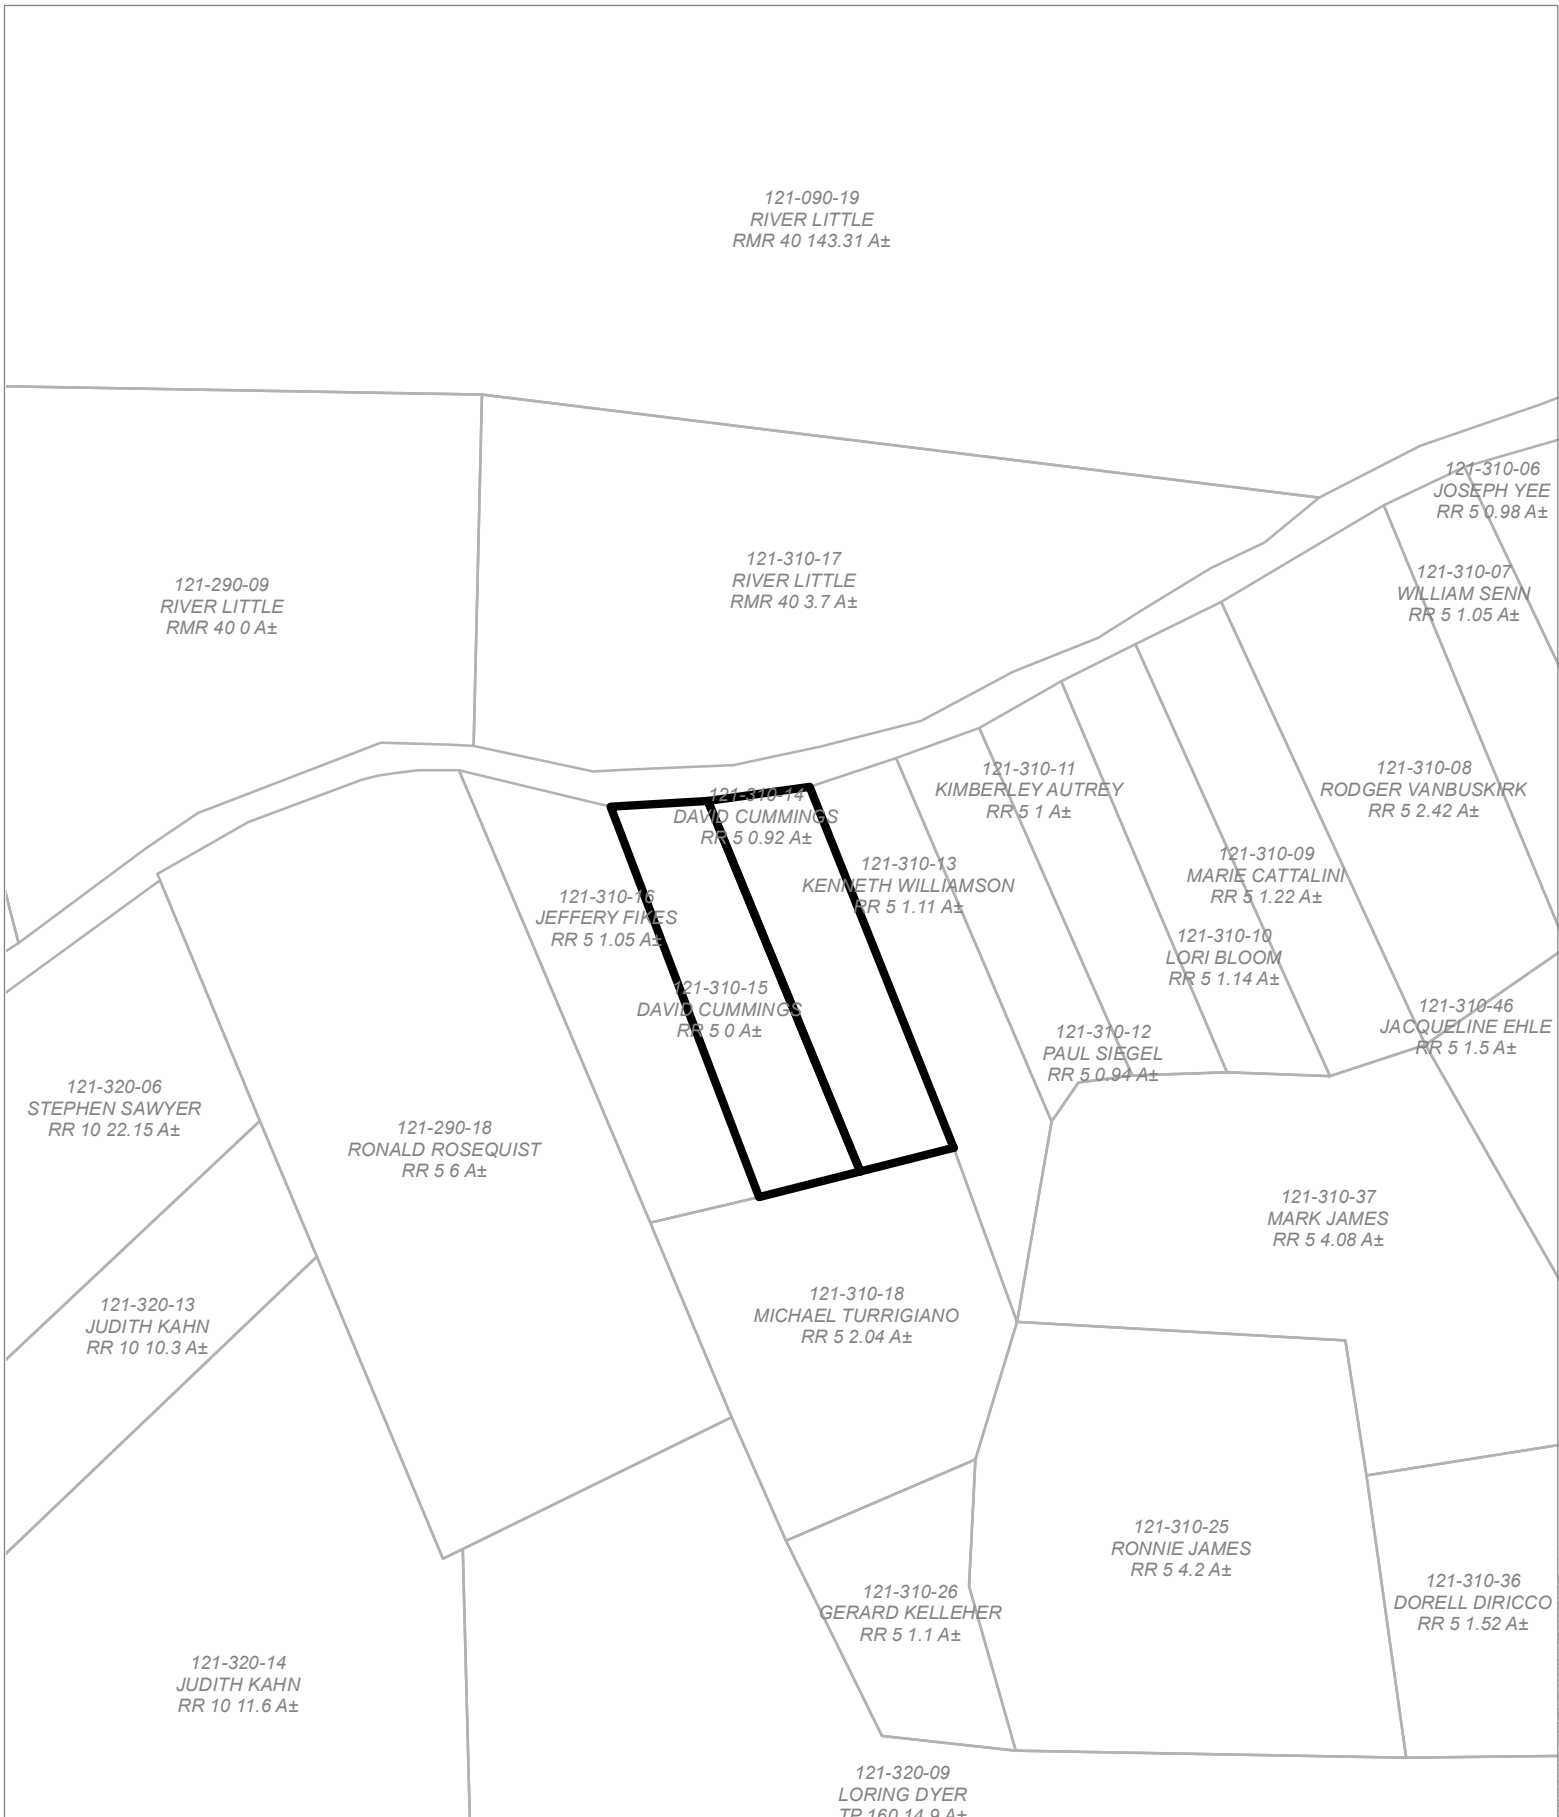 121-090-19
RIVER LITTLE
RMR 40 143.31 A±
121-310-06
JOSEPH YEE
RR 5 0.98 A±
121-310-17
RIVER LITTLE
RMR 40 3.7 A±
121-290-09
RIVER LITTLE
RMR 40 0 A±
121-310-07
WILLIAM SENN
RR 5 1.05 A±
121-310-11
KIMBERLEY AUTREY
RR 5 1 A±
121-310-08
RODGER VANBUSKIRK
RR 5 2.42 A±
121-310-14
DAVID CUMMINGS
RR 5 0.92 A±
121-310-13
KENNETH WILLIAMSON
RR 5 1.11 A±
121-310-09
MARIE CATTALINI
RR 5 1.22 A±
121-310-16
JEFFERY FIKES
RR 5 1.05 A±
121-310-10
LORI BLOOM
RR 5 1.14 A±
121-310-15
DAVID CUMMINGS
RR 5 0 A±
121-310-46
JACQUELINE EHLE
RR 5 1.5 A±
121-310-12
PAUL SIEGEL
RR 5 0.94 A±
121-320-06
STEPHEN SAWYER
RR 10 22.15 A±
121-290-18
RONALD ROSEQUIST
RR 5 6 A±
121-310-37
MARK JAMES
RR 5 4.08 A±
121-320-13
JUDITH KAHN
RR 10 10.3 A±
121-310-18
MICHAEL TURRIGIANO
RR 5 2.04 A±
121-310-25
RONNIE JAMES
RR 5 4.2 A±
121-310-26
GERARD KELLEHER
RR 5 1.1 A±
121-310-36
DORELL DIRICCO
RR 5 1.52 A±
121-320-14
JUDITH KAHN
RR 10 11.6 A±
121-320-09
LORING DYER
TP 160 14.9 A±